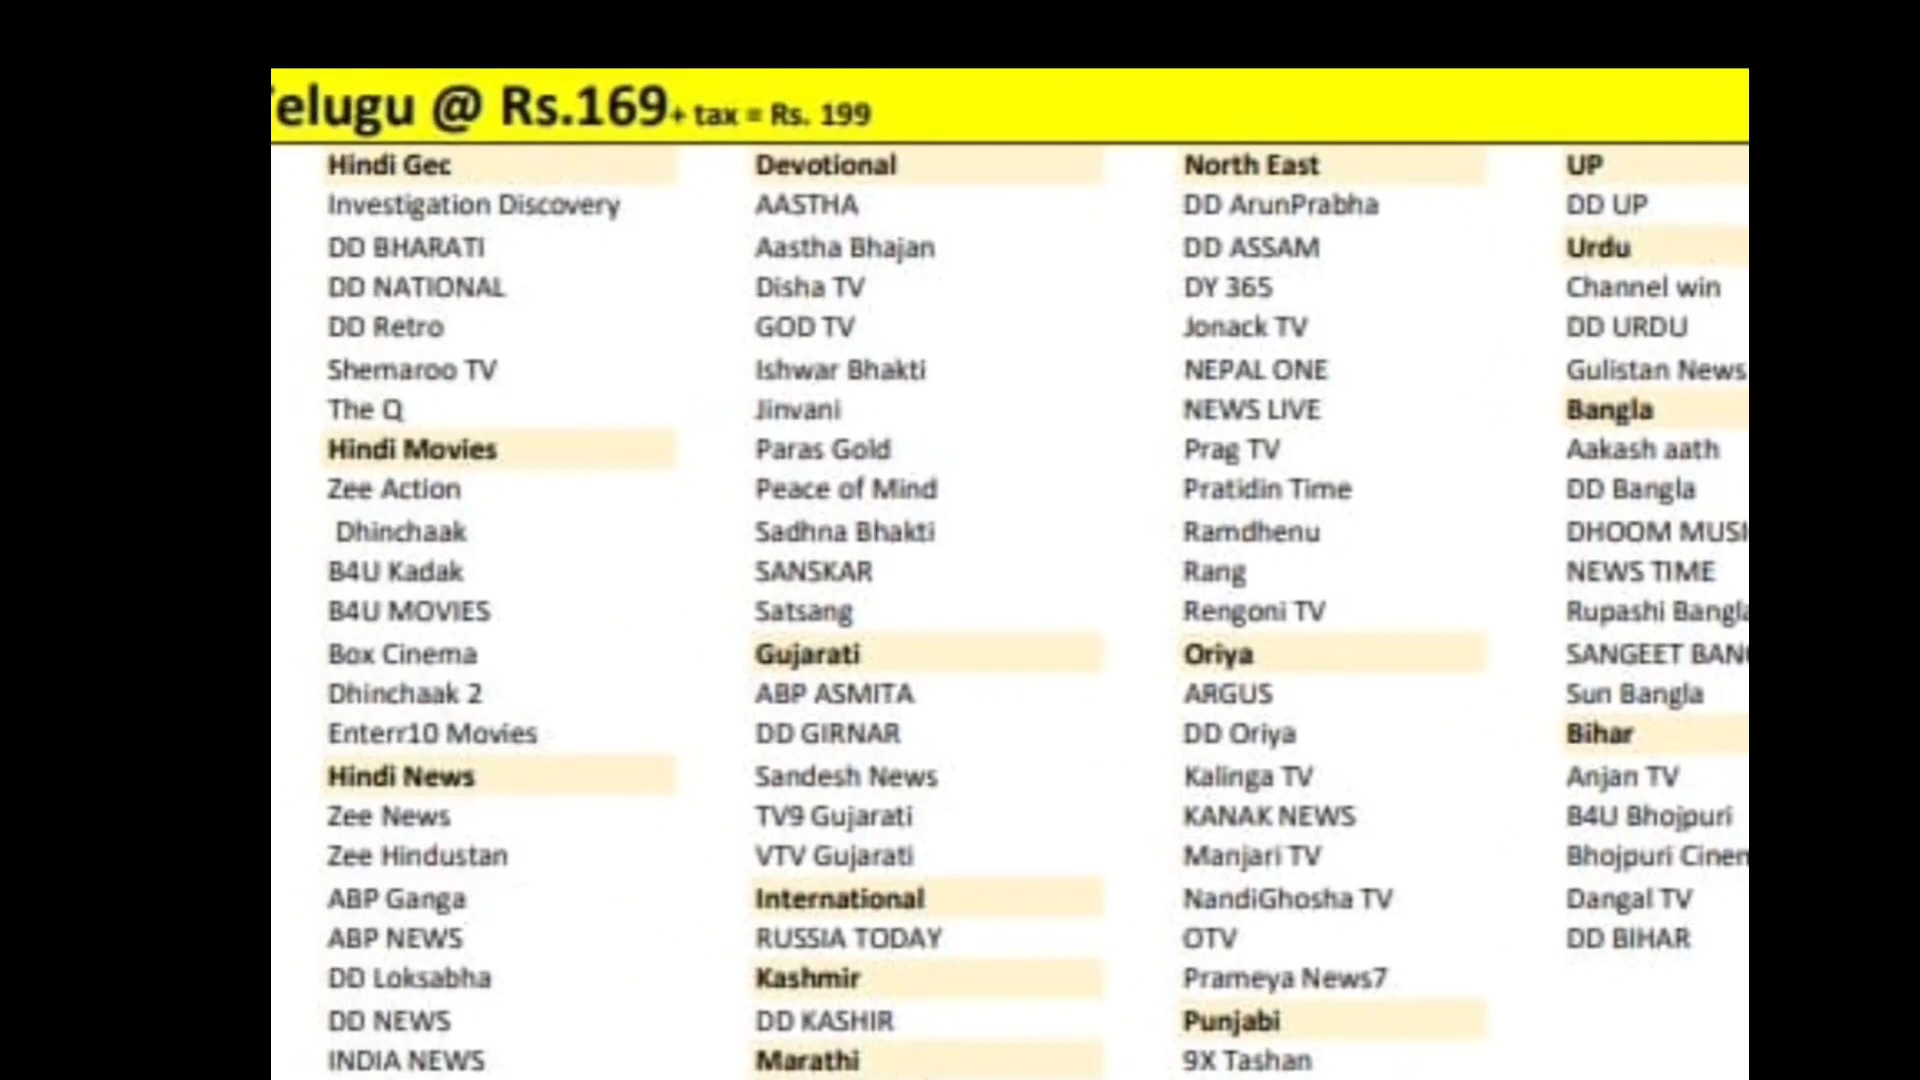 elugu @ Rs.169+ tax = Rs. 199
Hindi Gec
Investigation Discovery
DD BHARATI
DD NATIONAL
DD Retro
Shemaroo TV
The Q
Hindi Movies
Zee Action
Dhinchaak
B4U Kadak
B4U MOVIES
Box Cinema
Dhinchaak 2
Enterr10 Movies
Hindi News
Zee News
Zee Hindustan
ABP Ganga
ABP NEWS
DD Loksabha
DD NEWS
INDIA NEWS
Devotional
AASTHA
Aastha Bhajan
Disha TV
GOD TV
Ishwar Bhakti
Jinvani
Paras Gold
Peace of Mind
Sadhna Bhakti
SANSKAR
Satsang
Gujarati
ABP ASMITA
DD GIRNAR
Sandesh News
TV9 Gujarati
VTV Gujarati
International
RUSSIA TODAY
Kashmir
DD KASHIR
Marathi
North East
DD ArunPrabha
DD ASSAM
DY 365
Jonack TV
NEPAL ONE
NEWS LIVE
Prag TV
Pratidin Time
Ramdhenu
Rang
Rengoni TV
Oriya
ARGUS
DD Oriya
Kalinga TV
KANAK NEWS
Manjari TV
NandiGhosha TV
OTV
Prameya News7
Punjabi
9X Tashan
UP
DD UP
Urdu
Channel win
DD URDU
Gulistan News
Bangla
Aakash aath
DD Bangla
DHOOM MUSI
NEWS TIME
Rupashi Bangla
SANGEET BAN
Sun Bangla
Bihar
Anjan TV
B4U Bhojpuri
Bhojpuri Cinem
Dangal TV
DD BIHAR